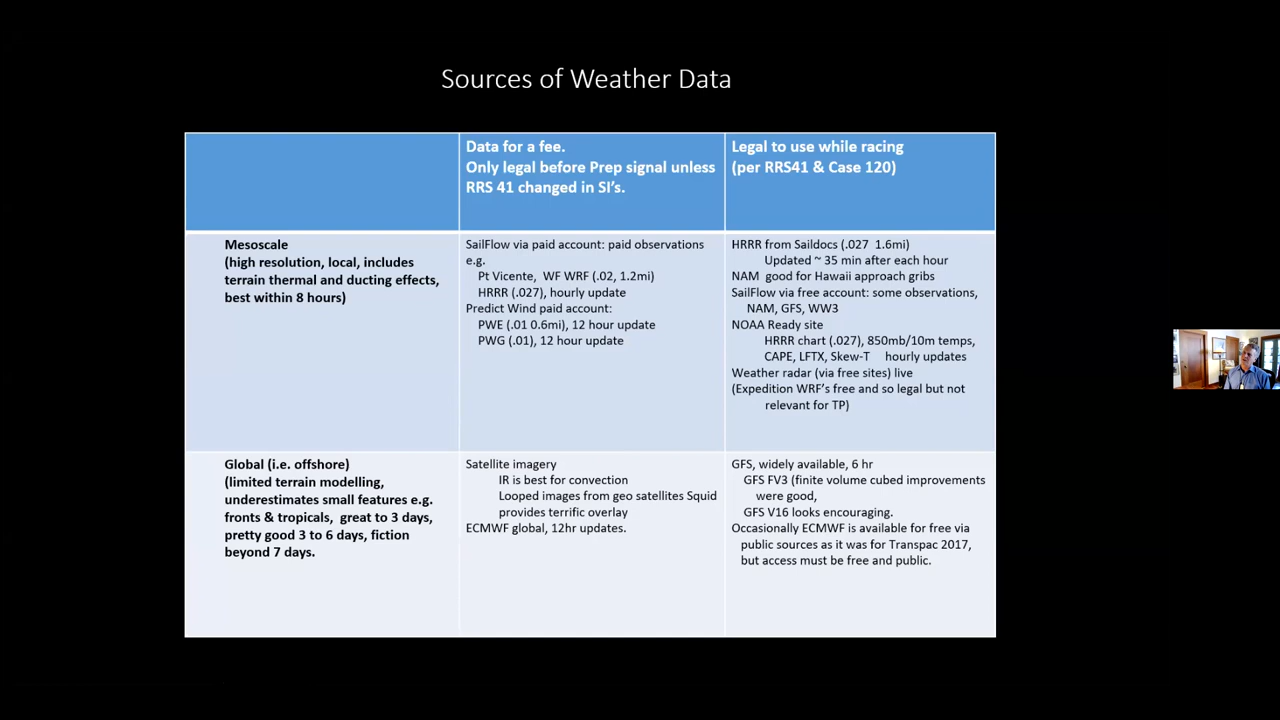 Sources of Weather Data
Data for a fee.
Only legal before Prep signal unless
RRS 41 changed in SI's.
Legal to use while racing
(per RRS41 & Case 120)
Mesoscale
(high resolution, local, includes
terrain thermal and ducting effects,
best within 8 hours)
SailFlow via paid account: paid observations
e.g.
Pt Vicente, WF WRF (.02, 1.2mi)
HRRR (.027), hourly update
Predict Wind paid account:
PWE (.01 0.6mi), 12 hour update
PWG (.01), 12 hour update
HRRR from Saildocs (.027 1.6mi)
Updated ~ 35 min after each hour
NAM good for Hawaii approach gribs
SailFlow via free account: some observations,
NAM, GFS, WW3
NOAA Ready site
HRRR chart (.027), 850mb/10m temps,
CAPE, LFTX, Skew-T hourly updates
Weather radar (via free sites) live
(Expedition WRF's free and so legal but not
relevant for TP)
Global (i.e. offshore)
(limited terrain modelling,
underestimates small features e.g.
fronts & tropicals, great to 3 days,
pretty good 3 to 6 days, fiction
beyond 7 days.
Satellite imagery
IR is best for convection
Looped images from geo satellites Squid
provides terrific overlay
ECMWF global, 12hr updates.
GFS, widely available, 6 hr
GFS FV3 (finite volume cubed improvements
were good,
GFS V16 looks encouraging.
Occasionally ECMWF is available for free via
public sources as it was for Transpac 2017,
but access must be free and public.